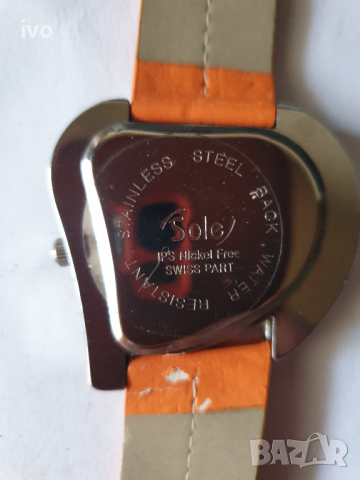 ivo
STAINLESS STEEL BACK · WATER RESISTANT
Sole
IPS Nickel Free
SWISS PART
BAZAR